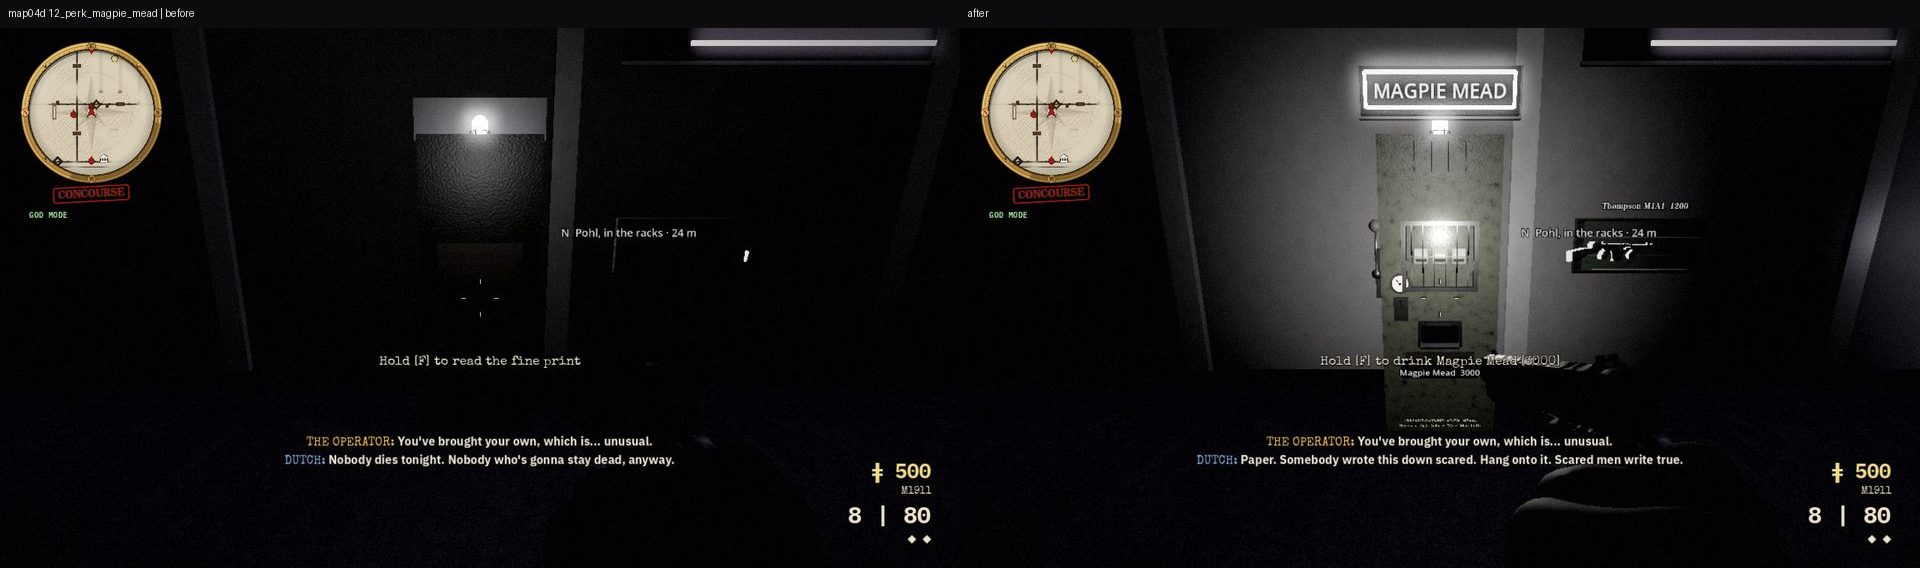 map04d 12_perk_magpie_mead | before
CONCOURSE
GOD MODE
N Pohl, in the racks · 24 m
Hold [F] to read the fine print
THE OPERATOR: You've brought your own, which is... unusual.
DUTCH: Nobody dies tonight. Nobody who's gonna stay dead, anyway.
500
M1911
8 | 80
after
MAGPIE MEAD
CONCOURSE
GOD MODE
Thompson M1A1 1200
N Pohl, in the racks · 24 m
Hold [F] to drink Magpie Mead [3000]
Magpie Mead 3000
THE OPERATOR: You've brought your own, which is... unusual.
DUTCH: Paper. Somebody wrote this down scared. Hang onto it. Scared men write true.
500
M1911
8 | 80